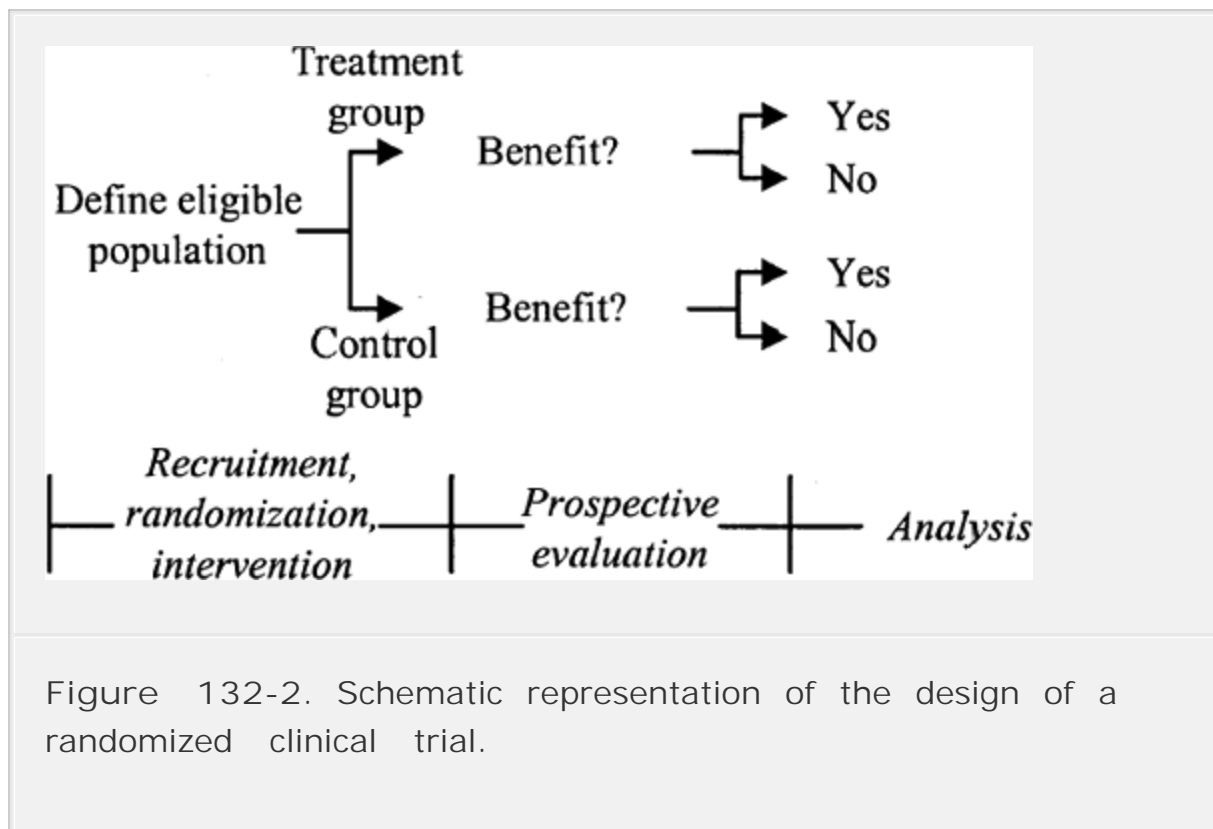 Treatment
group
Define eligible
population
Benefit?
Yes
No
Benefit?
Yes
No
Control
group
Recruitment,
randomization,
intervention
Prospective
evaluation
Analysis
Figure 132-2. Schematic representation of the design of a
randomized clinical trial.